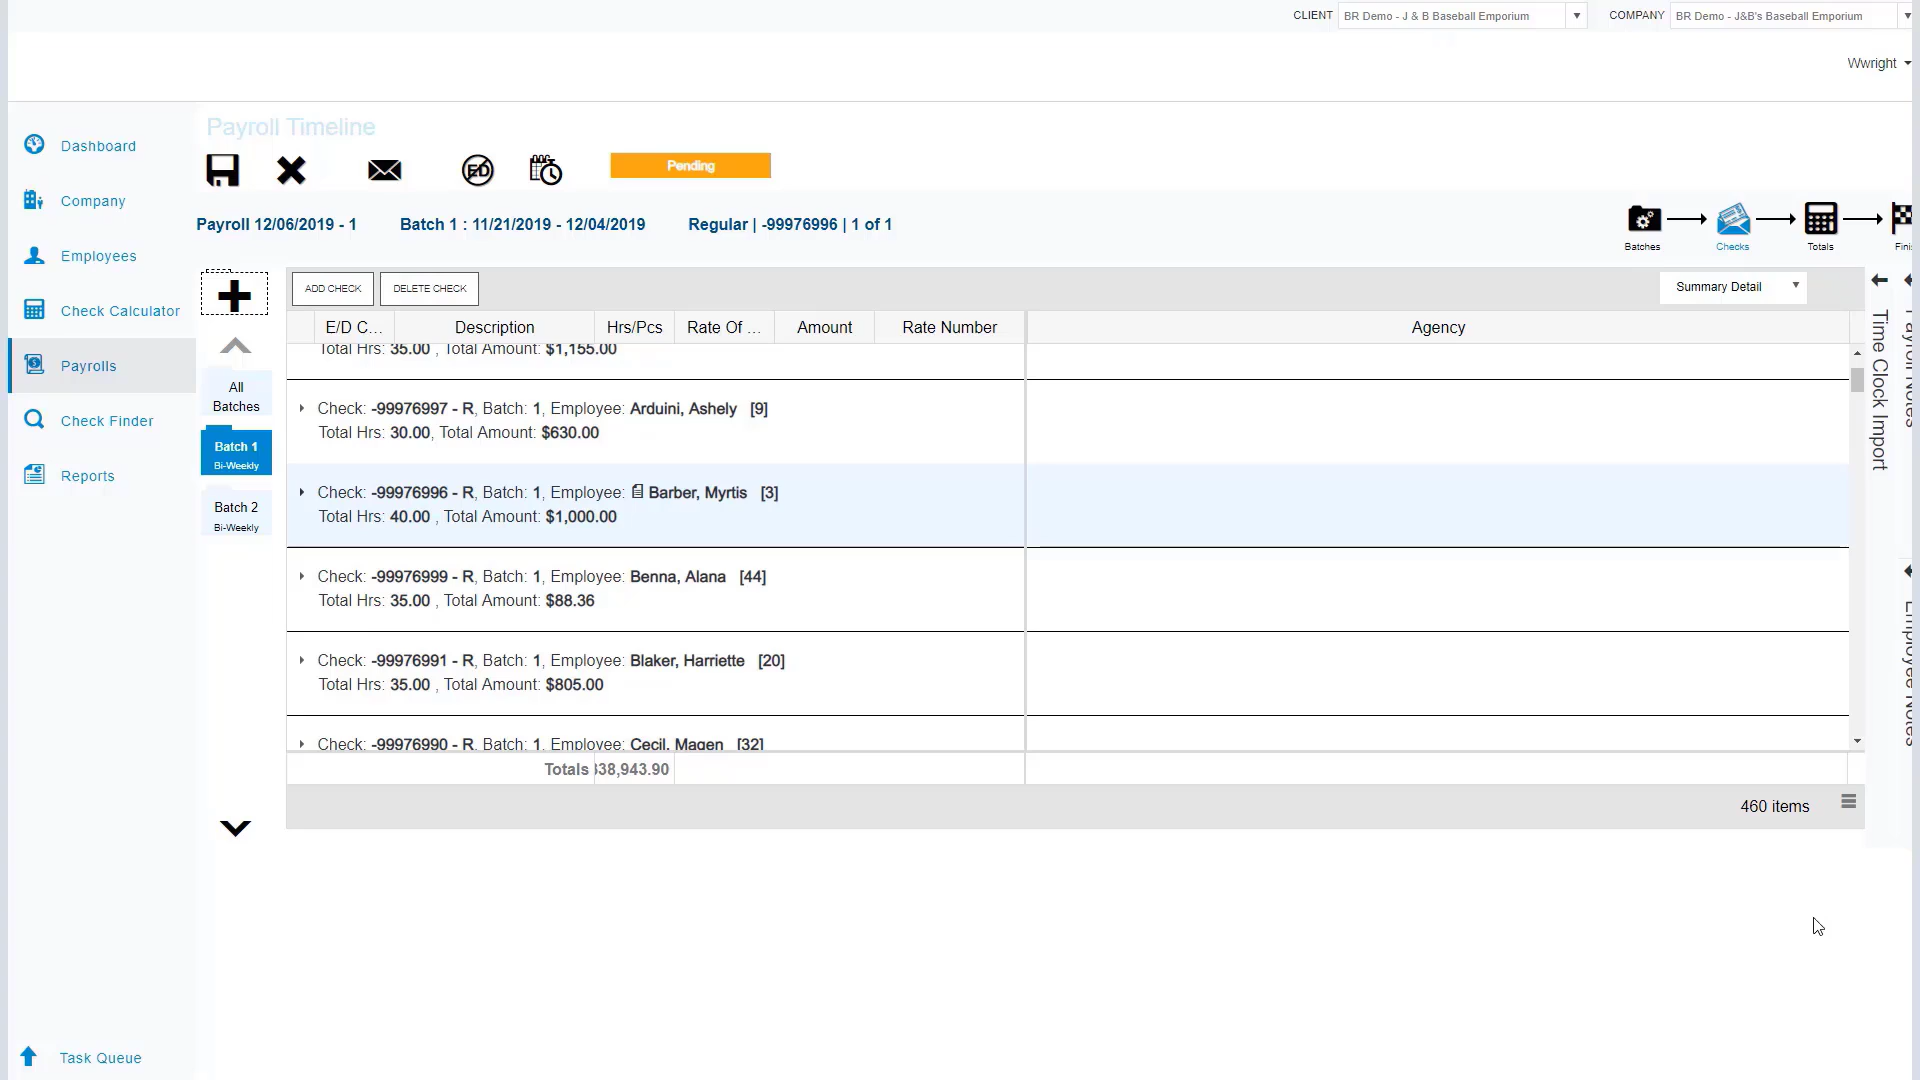 CLIENT BR Demo - J & B Baseball Emporium COMPANY BR Demo - J&B's Baseball Emporium
Wwright
Payroll Timeline
Pending
Payroll 12/06/2019 - 1 Batch 1 : 11/21/2019 - 12/04/2019 Regular | -99976996 | 1 of 1
Batches Checks Totals
Dashboard
Company
Employees
Check Calculator
Payrolls
Check Finder
Reports
Task Queue
All
Batches
Batch 1
Bi-Weekly
Batch 2
Bi-Weekly
ADD CHECK DELETE CHECK Summary Detail
E/D C... Description Hrs/Pcs Rate Of ... Amount Rate Number Agency
Total Hrs: 35.00 , Total Amount: $1,155.00
Check: -99976997 - R, Batch: 1, Employee: Arduini, Ashely [9]
Total Hrs: 30.00, Total Amount: $630.00
Check: -99976996 - R, Batch: 1, Employee: Barber, Myrtis [3]
Total Hrs: 40.00 , Total Amount: $1,000.00
Check: -99976999 - R, Batch: 1, Employee: Benna, Alana [44]
Total Hrs: 35.00 , Total Amount: $88.36
Check: -99976991 - R, Batch: 1, Employee: Blaker, Harriette [20]
Total Hrs: 35.00 , Total Amount: $805.00
Check: -99976990 - R, Batch: 1, Employee: Cecil, Magen [32]
Totals 38,943.90
460 items
Time Clock Import
Payroll Notes
Employee Notes